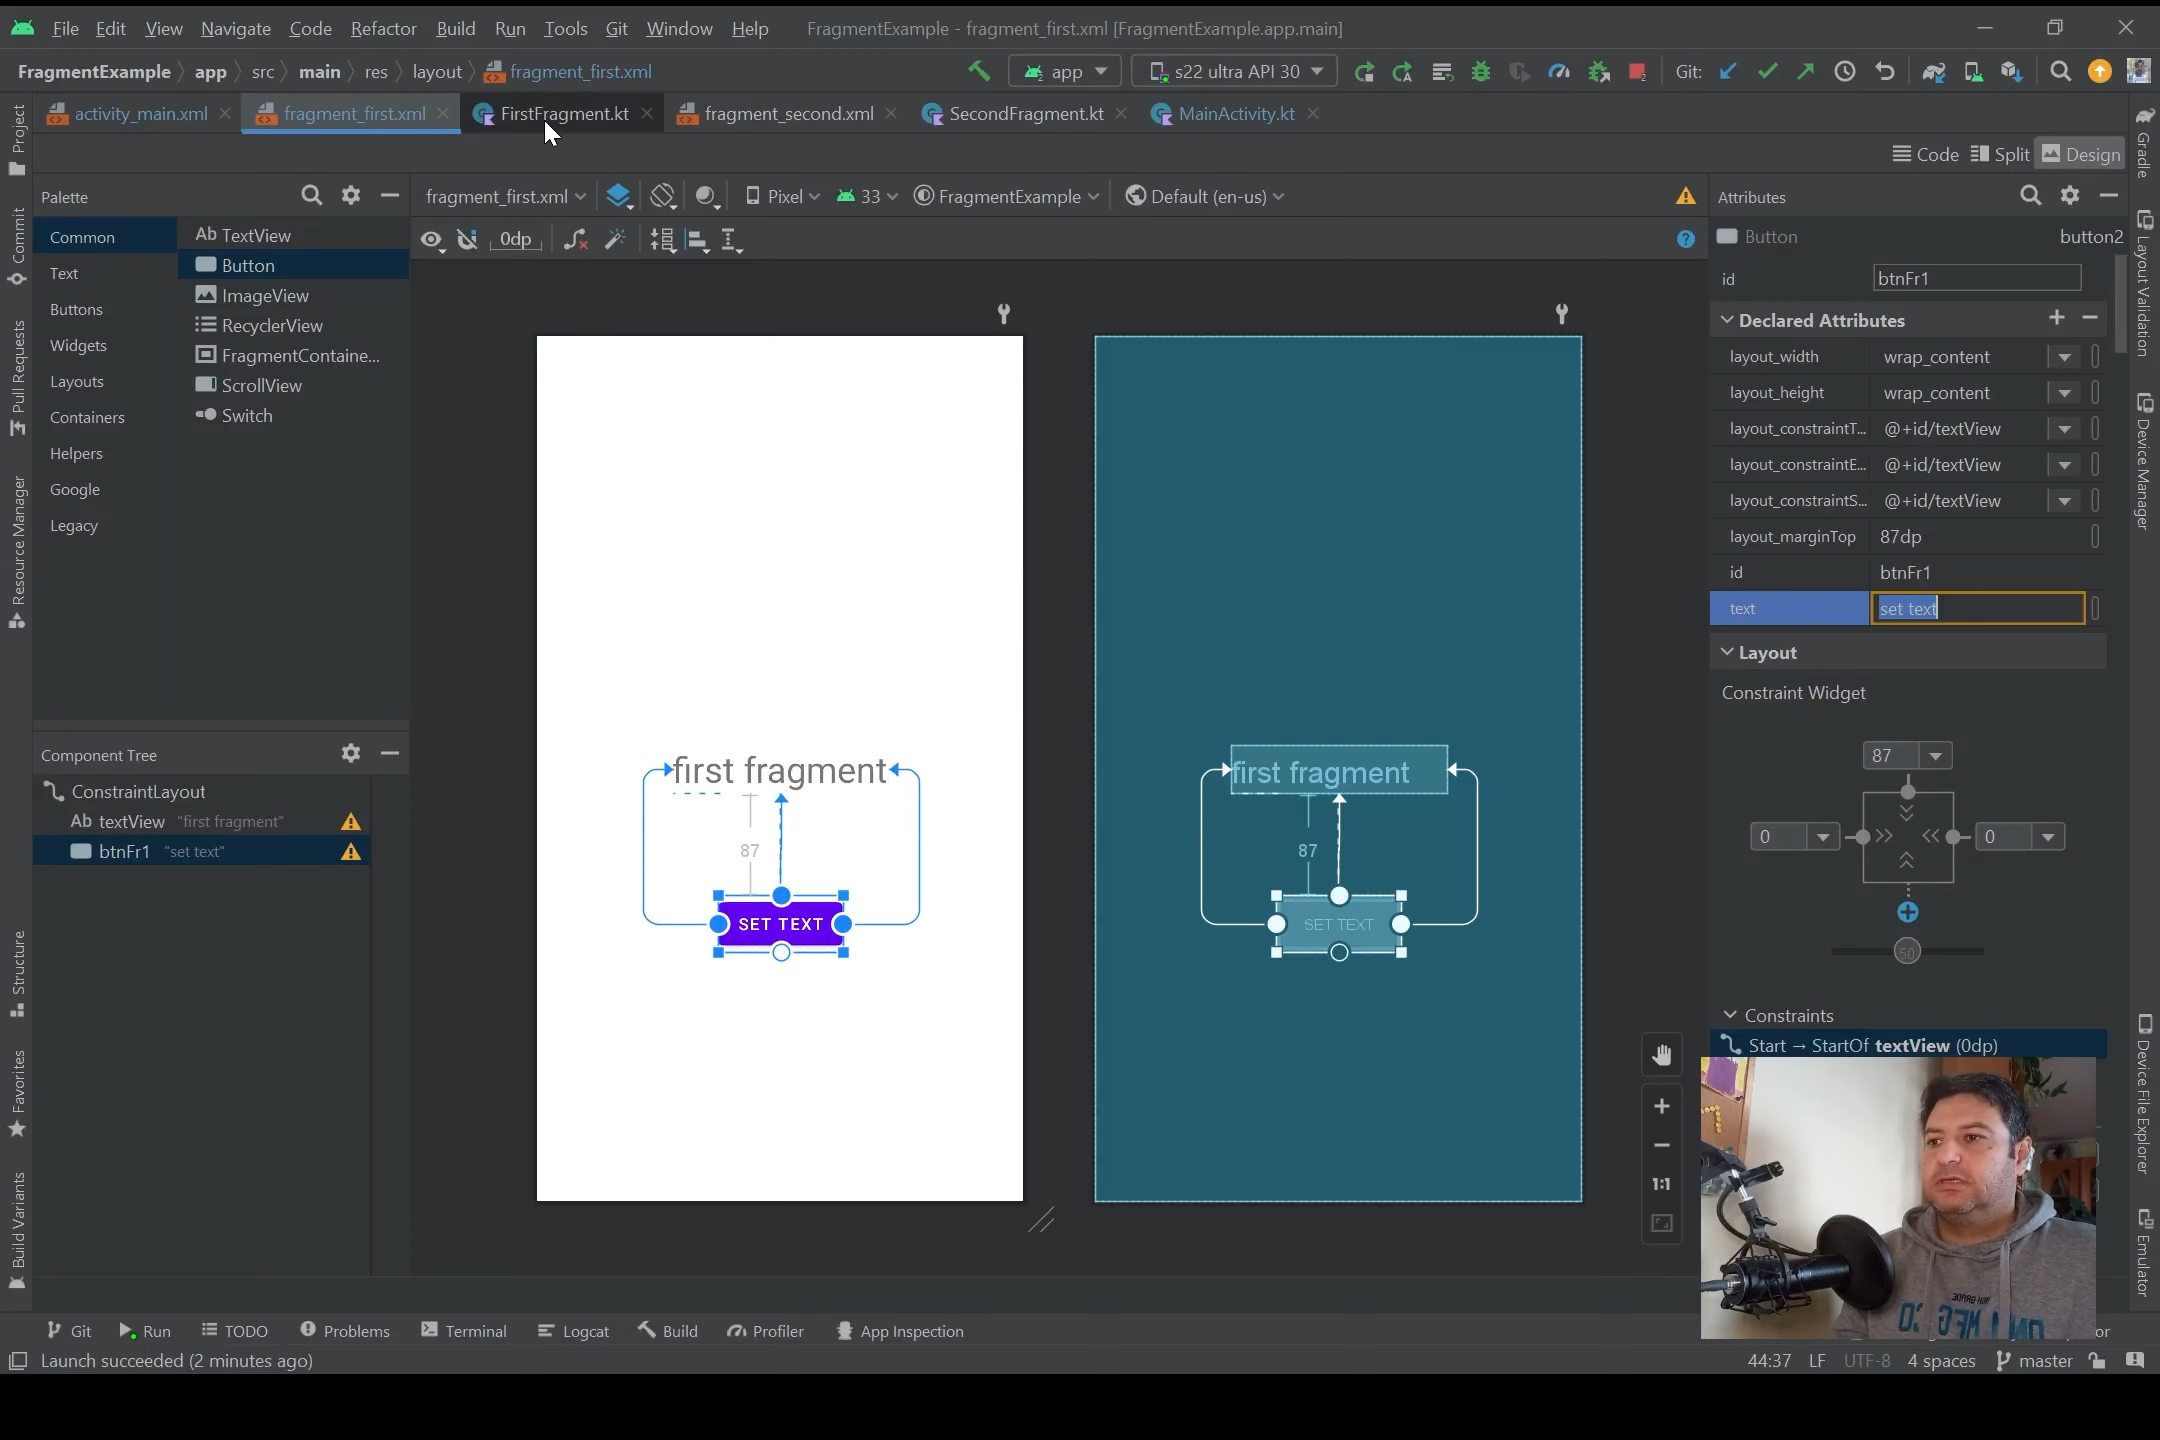 File Edit View Navigate Code Refactor Build Run Tools Git Window Help FragmentExample - fragment_first.xml [FragmentExample.app.main]
FragmentExample app src main res layout fragment_first.xml app s22 ultra API 30 Git:
activity_main.xml fragment_first.xml FirstFragment.kt fragment_second.xml SecondFragment.kt MainActivity.kt
Code Split Design
Palette
fragment_first.xml Pixel 33 FragmentExample Default (en-us)
Attributes
Common
Text
Buttons
Widgets
Layouts
Containers
Helpers
Google
Legacy
Ab TextView
Button
ImageView
RecyclerView
FragmentContaine...
ScrollView
Switch
0dp
Button button2
id btnFr1
Declared Attributes
layout_width wrap_content
layout_height wrap_content
layout_constraintT... @+id/textView
layout_constraintE... @+id/textView
layout_constraintS... @+id/textView
layout_marginTop 87dp
id btnFr1
text set text
Layout
Constraint Widget
87
0 0
50
Constraints
Start → StartOf textView (0dp)
Component Tree
ConstraintLayout
Ab textView "first fragment"
btnFr1 "set text"
first fragment
87
SET TEXT
first fragment
87
SET TEXT
1:1
Project
Commit
Pull Requests
Resource Manager
Structure
Favorites
Build Variants
Gradle
Layout Validation
Device Manager
Device File Explorer
Emulator
Git Run TODO Problems Terminal Logcat Build Profiler App Inspection
or
Launch succeeded (2 minutes ago) 44:37 LF UTF-8 4 spaces master